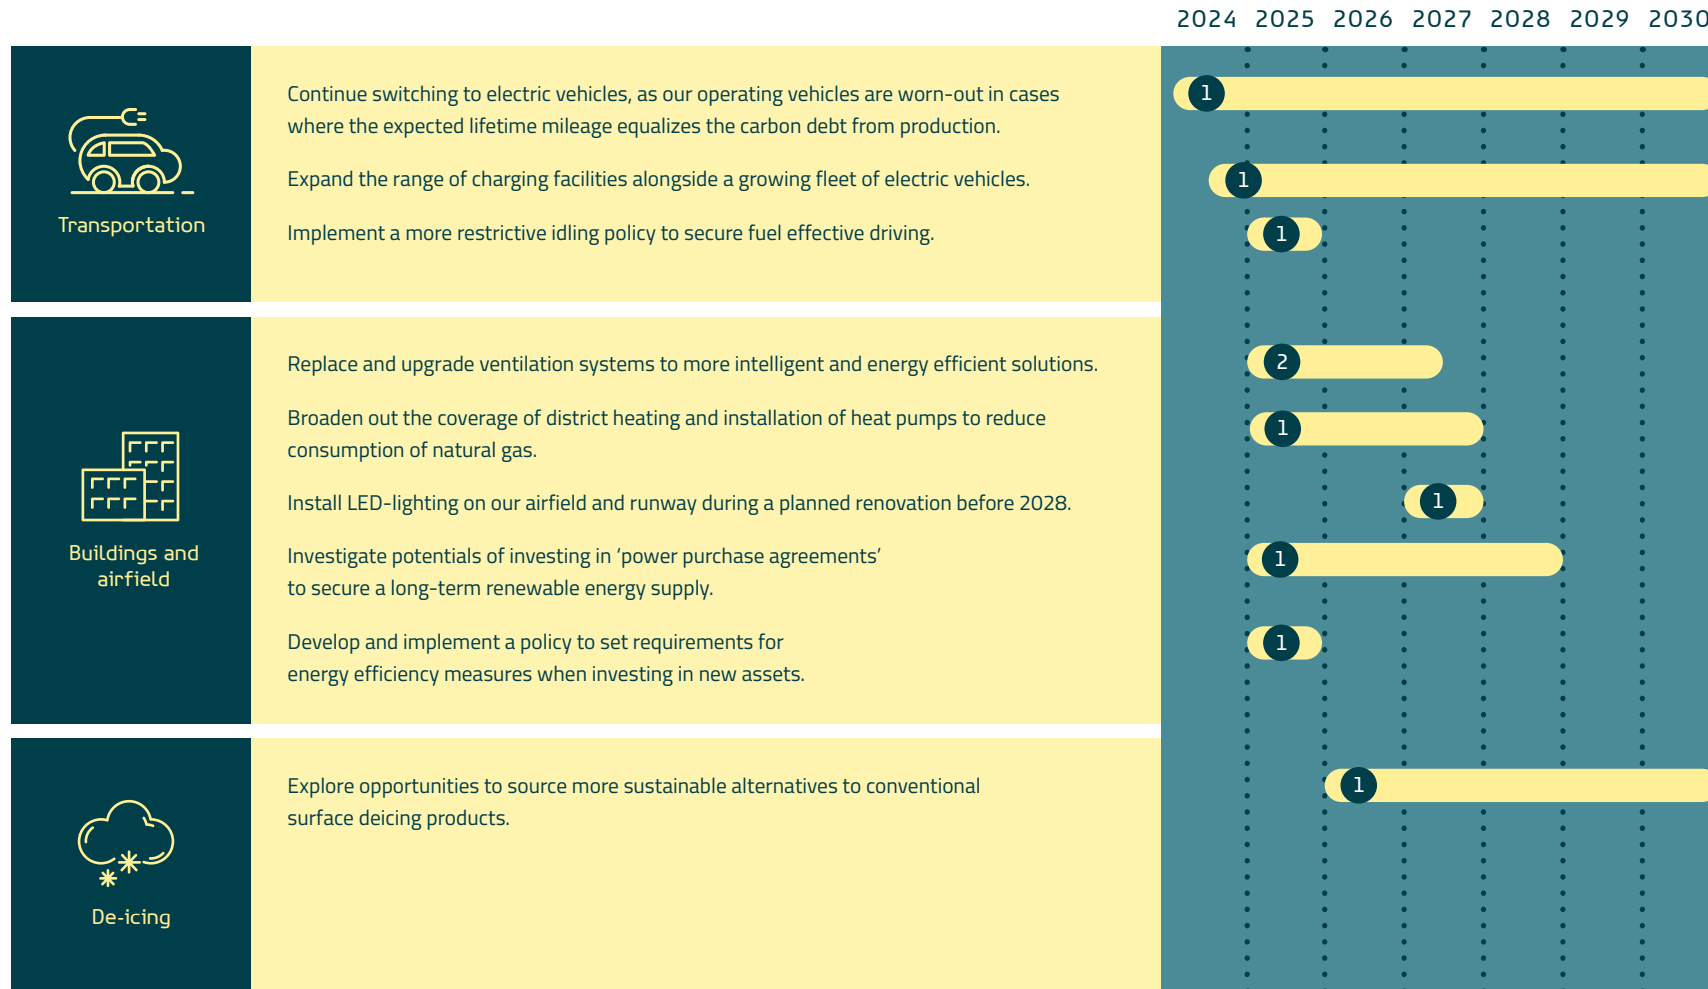 2024 2025 2026 2027 2028 2029 2030
Transportation
Continue switching to electric vehicles, as our operating vehicles are worn-out in cases
where the expected lifetime mileage equalizes the carbon debt from production.
1
Expand the range of charging facilities alongside a growing fleet of electric vehicles.
1
Implement a more restrictive idling policy to secure fuel effective driving.
1
Buildings and
airfield
Replace and upgrade ventilation systems to more intelligent and energy efficient solutions.
2
Broaden out the coverage of district heating and installation of heat pumps to reduce
consumption of natural gas.
1
Install LED-lighting on our airfield and runway during a planned renovation before 2028.
1
Investigate potentials of investing in ‘power purchase agreements’
to secure a long-term renewable energy supply.
1
Develop and implement a policy to set requirements for
energy efficiency measures when investing in new assets.
1
De-icing
Explore opportunities to source more sustainable alternatives to conventional
surface deicing products.
1